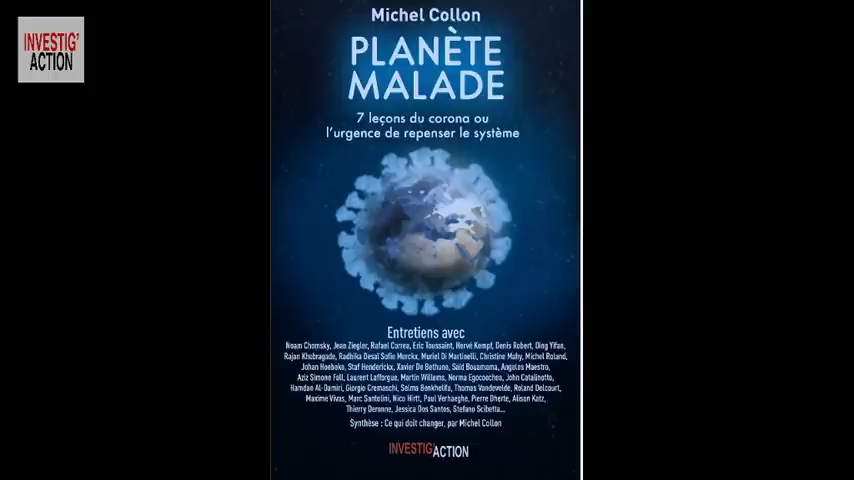 INVESTIG'
ACTION
Michel Collon
PLANÈTE
MALADE
7 leçons du corona ou
l'urgence de repenser le système
Entretiens avec
Noam Chomsky, Jean Ziegler, Rafael Correa, Eric Toussaint, Hervé Kempf, Denis Robert, Ding Yifan,
Rajan Khobragade, Radhika Desai Sofie Merckx, Muriel Di Martinelli, Christine Mahy, Michel Roland,
Johan Hoebeke, Staf Henderickx, Xavier De Bethune, Saïd Bouamama, Angeles Maestro,
Aziz Simone Fall, Laurent Lafforgue, Martin Willems, Norma Egocoechea, John Catalinotto,
Hamdan Al-Damiri, Giorgio Cremaschi, Selma Benkhelifa, Thomas Vandevelde, Roland Delcourt,
Maxime Vivas, Marc Santolini, Nico Hirtt, Paul Verhaeghe, Pierre Dherte, Alison Katz,
Thierry Deronne, Jessica Dos Santos, Stefano Scibetta...
Synthèse : Ce qui doit changer, par Michel Collon
INVESTIG'ACTION